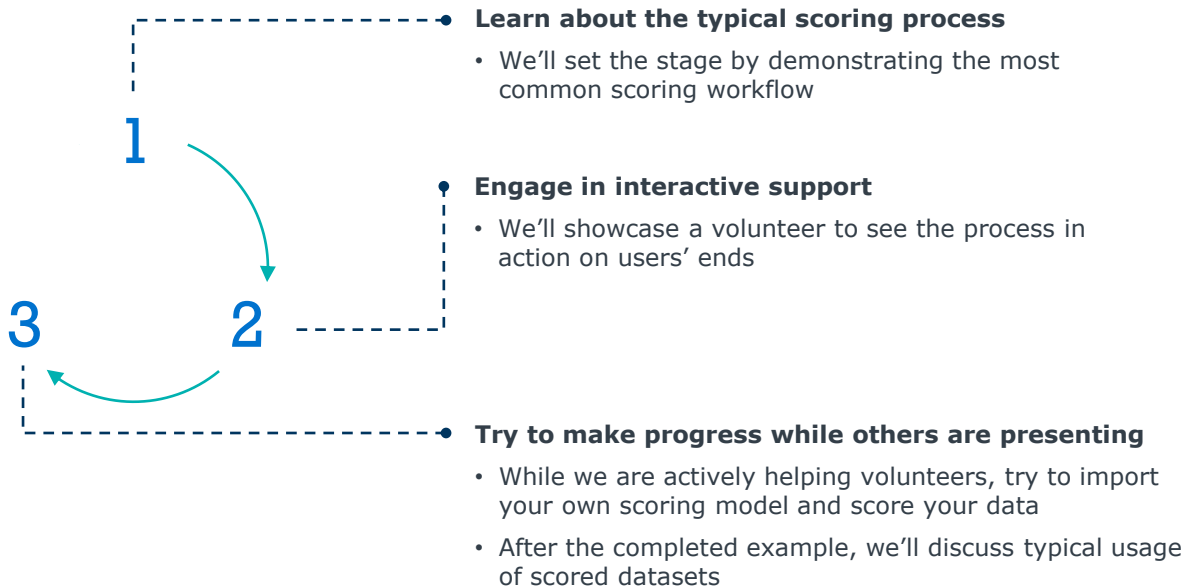 1
Learn about the typical scoring process
• We’ll set the stage by demonstrating the most
common scoring workflow
2
Engage in interactive support
• We’ll showcase a volunteer to see the process in
action on users’ ends
3
Try to make progress while others are presenting
• While we are actively helping volunteers, try to import
your own scoring model and score your data
• After the completed example, we’ll discuss typical usage
of scored datasets